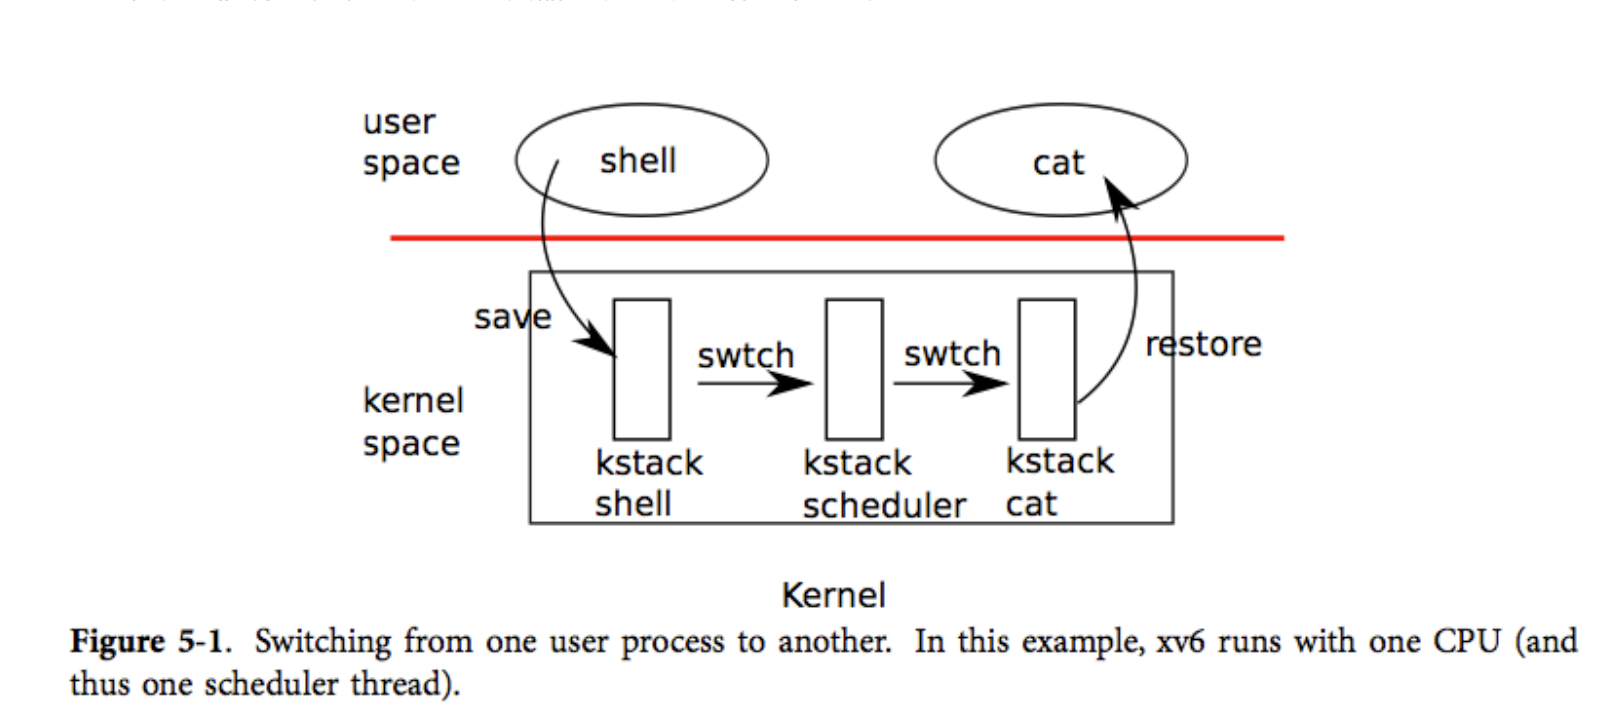 user
space
shell
cat
save
swtch
swtch
restore
kernel
space
kstack
shell
kstack
scheduler
kstack
cat
Kernel
Figure 5-1. Switching from one user process to another. In this example, xv6 runs with one CPU (and
thus one scheduler thread).